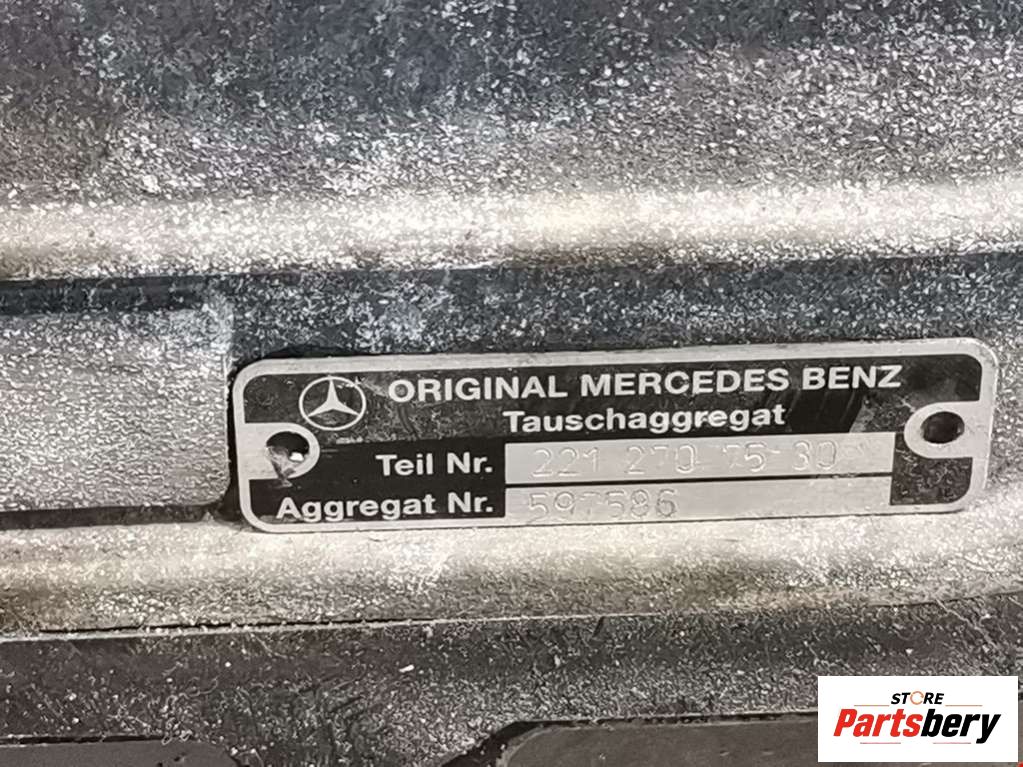 ORIGINAL MERCEDES BENZ
Tauschaggregat
Teil Nr. 221 270 75 30
Aggregat Nr. 597586
STORE
Partsbery